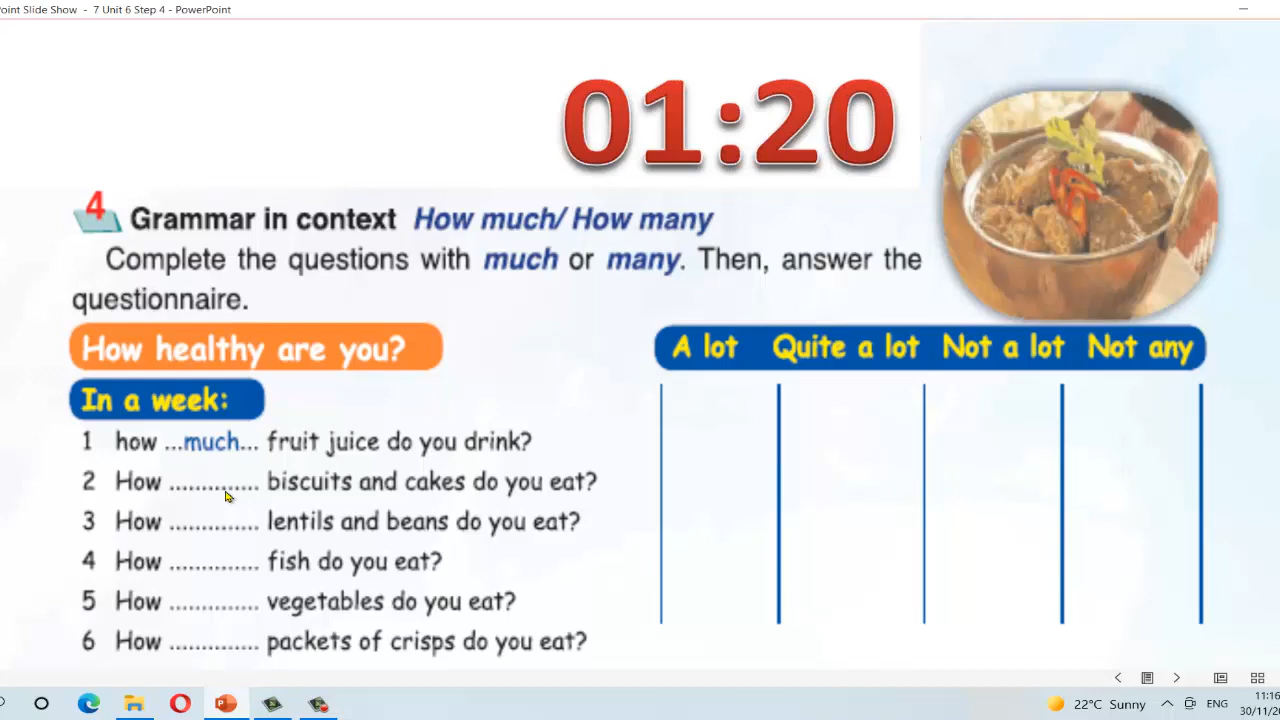 oint Slide Show - 7 Unit 6 Step 4 - PowerPoint
01:20
4 Grammar in context How much/ How many
Complete the questions with much or many. Then, answer the
questionnaire.
How healthy are you?
A lot Quite a lot Not a lot Not any
In a week:
1 how ...much... fruit juice do you drink?
2 How .............. biscuits and cakes do you eat?
3 How .............. lentils and beans do you eat?
4 How .............. fish do you eat?
5 How .............. vegetables do you eat?
6 How .............. packets of crisps do you eat?
22°C Sunny ENG 11:16
30/11/20